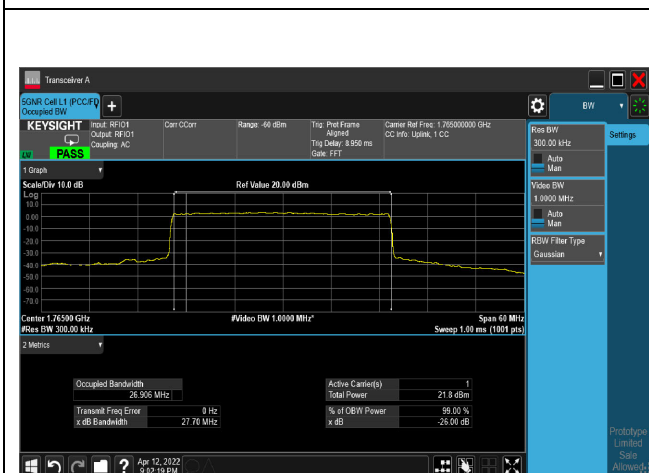 Transceiver A
5GNR Cell L1 (PCC/FD
Occupied BW
+
KEYSIGHT
Input: RFIO1
Output: RFIO1
Coupling: AC
Corr CCorr
Range: -60 dBm
Trig: Prot Frame
Aligned
Trig Delay: 8.950 ms
Gate: FFT
Carrier Ref Freq: 1.765000000 GHz
CC Info: Uplink, 1 CC
PASS
1 Graph
Scale/Div 10.0 dB
Ref Value 20.00 dBm
Log
10.0
0.00
-10.0
-20.0
-30.0
-40.0
-50.0
-60.0
-70.0
Center 1.76500 GHz
#Video BW 1.0000 MHz*
Span 60 MHz
#Res BW 300.00 kHz
Sweep 1.00 ms (1001 pts)
2 Metrics
Occupied Bandwidth
26.906 MHz
Active Carrier(s) 1
Total Power 21.8 dBm
Transmit Freq Error 0 Hz
x dB Bandwidth 27.70 MHz
% of OBW Power 99.00 %
x dB -26.00 dB
BW
Res BW
300.00 kHz
Auto
Man
Video BW
1.0000 MHz
Auto
Man
RBW Filter Type
Gaussian
Settings
Prototype
Limited
Sale
Allowed
?
Apr 12, 2022
9:02:19 PM